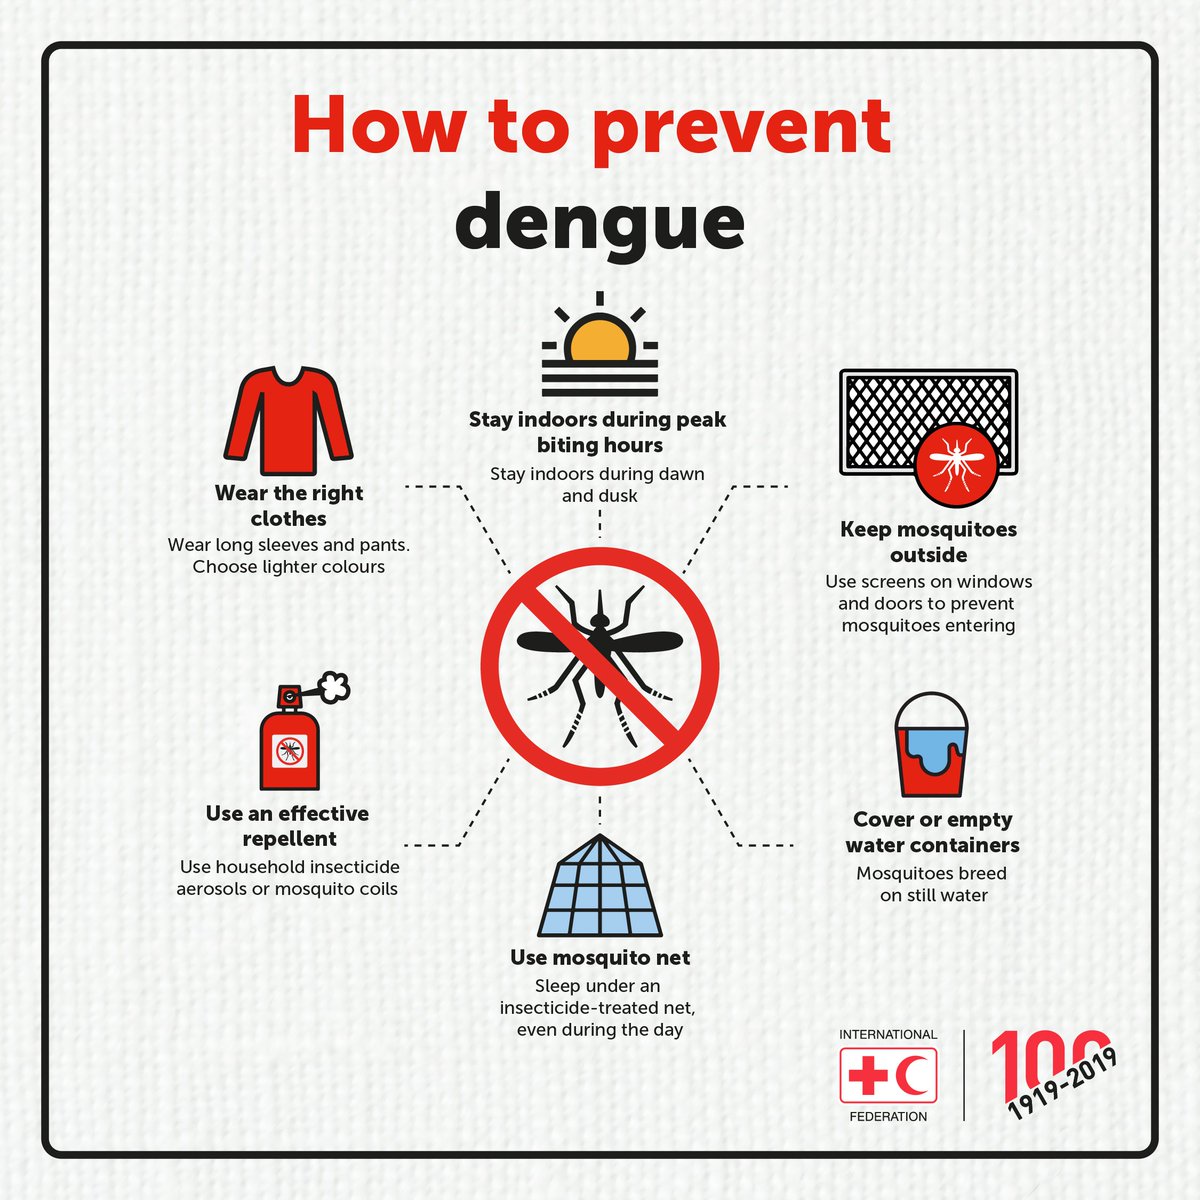 How to prevent
dengue
Stay indoors during peak
biting hours
Stay indoors during dawn
and dusk
Wear the right
clothes
Wear long sleeves and pants.
Choose lighter colours
Keep mosquitoes
outside
Use screens on windows
and doors to prevent
mosquitoes entering
Use an effective
repellent
Use household insecticide
aerosols or mosquito coils
Cover or empty
water containers
Mosquitoes breed
on still water
Use mosquito net
Sleep under an
insecticide-treated net,
even during the day
INTERNATIONAL
FEDERATION
100
1919-2019